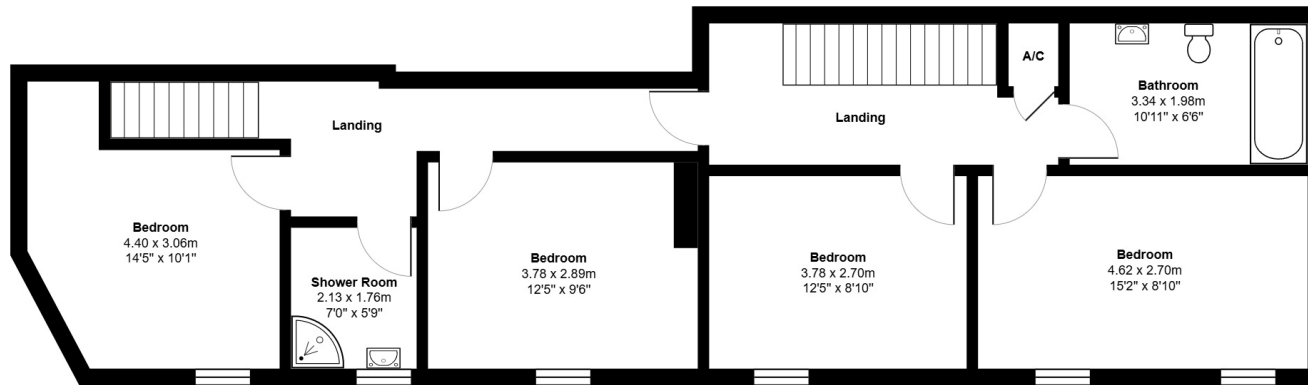 A/C
Bathroom
3.34 x 1.98m
10'11" x 6'6"
Landing
Landing
Bedroom
4.40 x 3.06m
14'5" x 10'1"
Shower Room
2.13 x 1.76m
7'0" x 5'9"
Bedroom
3.78 x 2.89m
12'5" x 9'6"
Bedroom
3.78 x 2.70m
12'5" x 8'10"
Bedroom
4.62 x 2.70m
15'2" x 8'10"